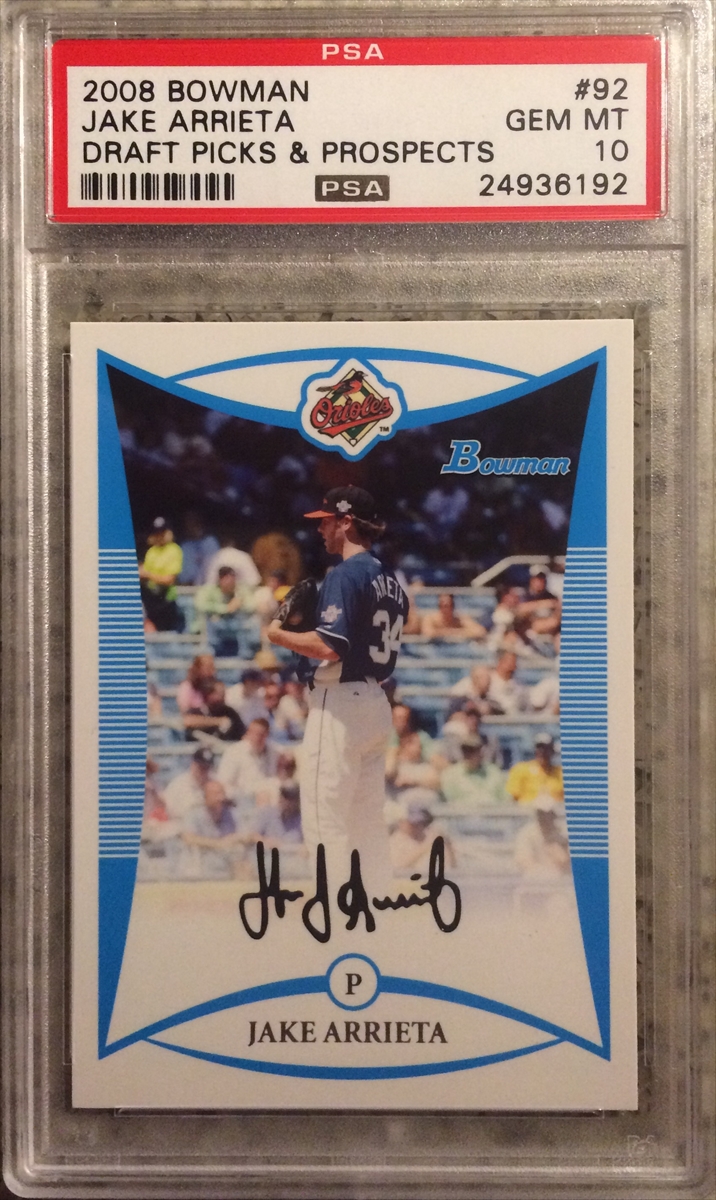 PSA
2008 BOWMAN #92
JAKE ARRIETA GEM MT
DRAFT PICKS & PROSPECTS 10
PSA 24936192
Orioles
TM
Bowman
ARRIETA
34
P
JAKE ARRIETA